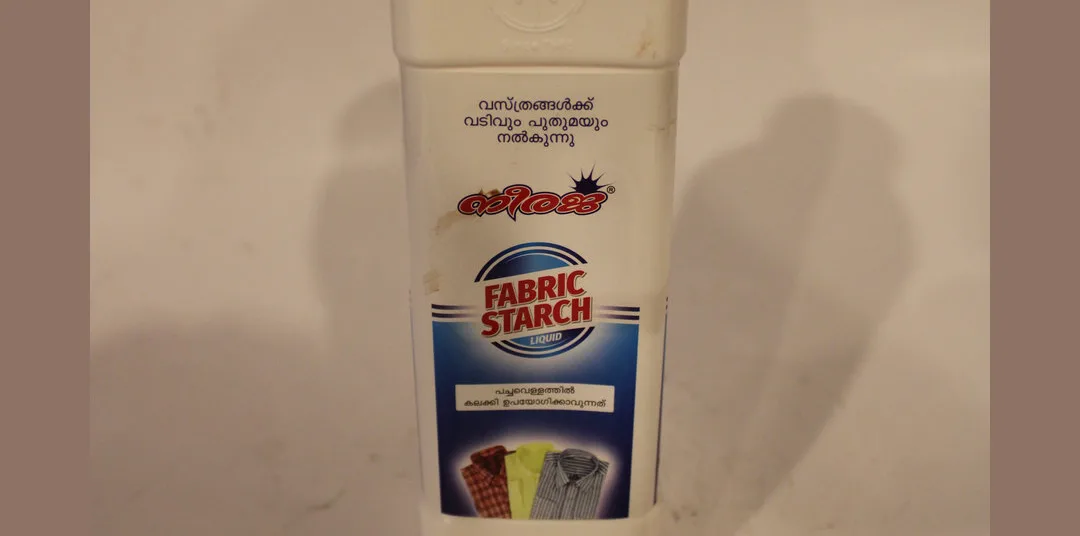 വസ്ത്രങ്ങൾക്ക്
വടിവും പുതുമയും
നൽകുന്നു
നീരജ®
FABRIC
STARCH
LIQUID
പച്ചവെള്ളത്തിൽ
കലക്കി ഉപയോഗിക്കാവുന്നത്